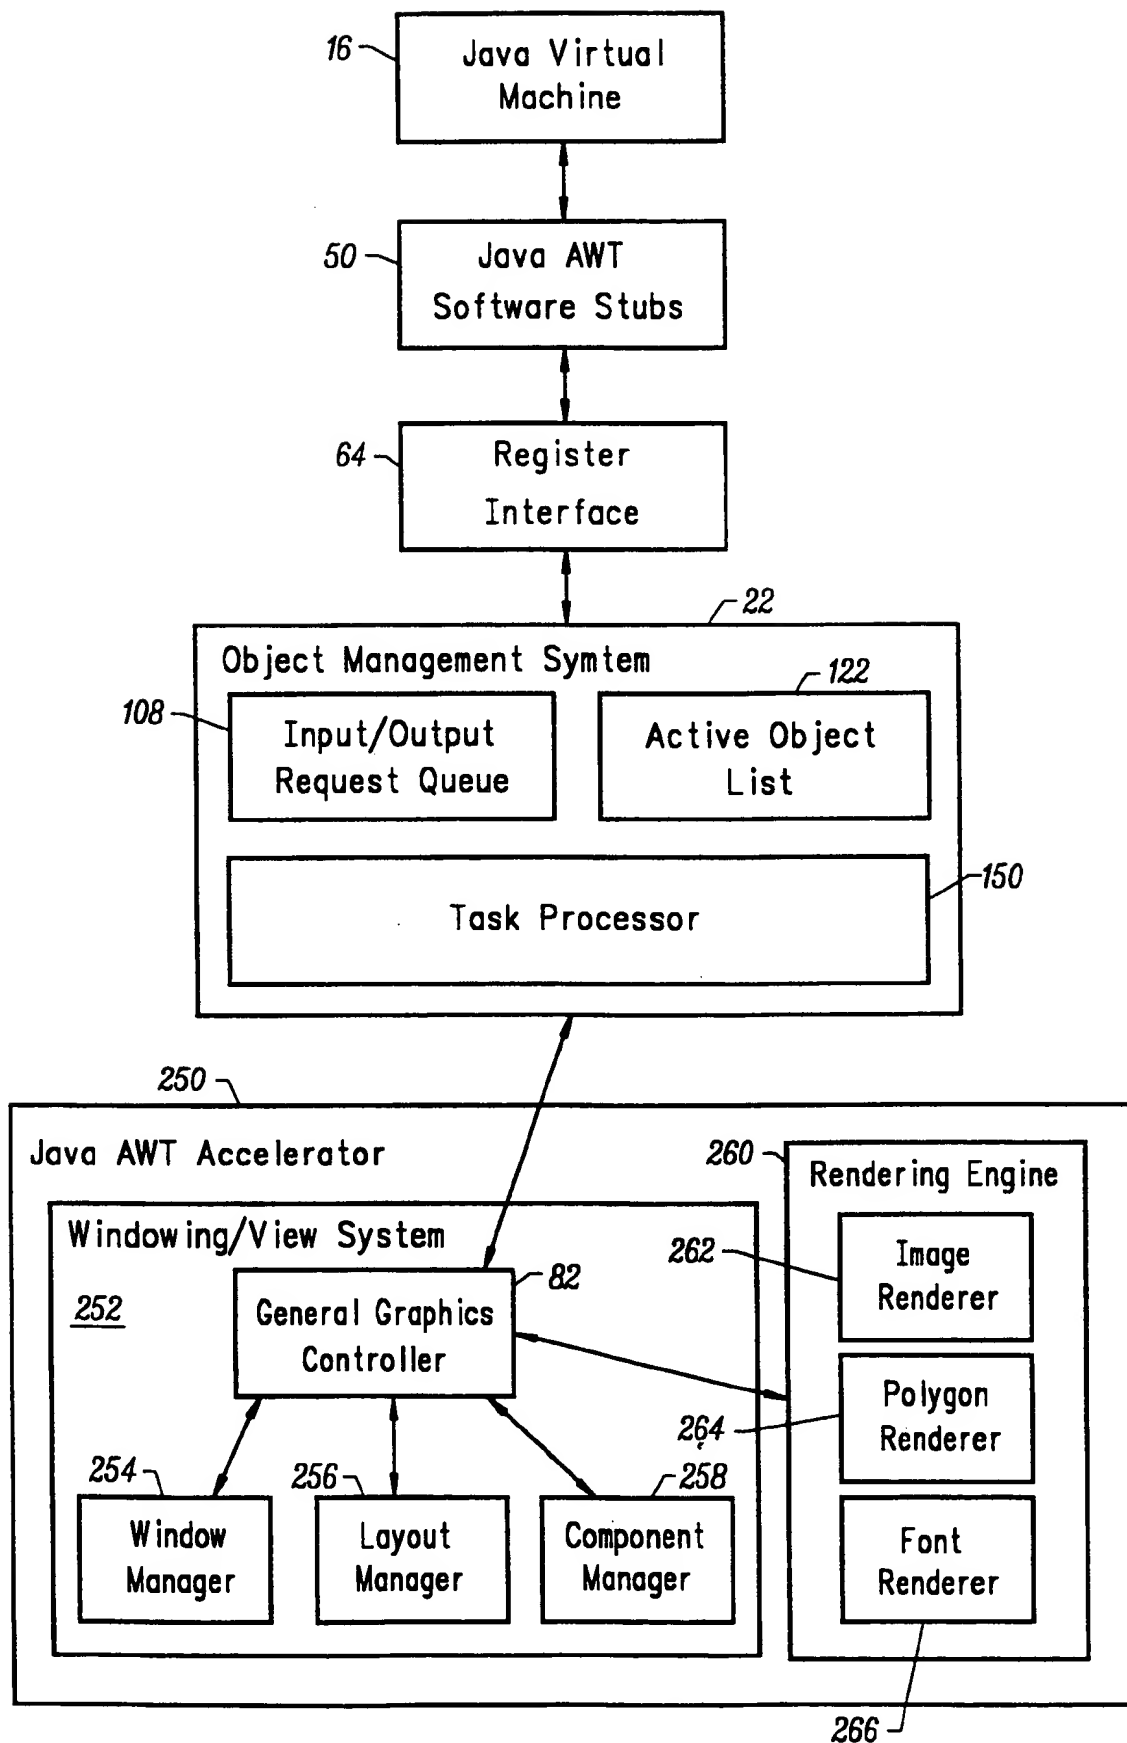 16
Java Virtual
Machine
50
Java AWT
Software Stubs
64
Register
Interface
22
Object Management Symtem
108
Input/Output
Request Queue
122
Active Object
List
150
Task Processor
250
Java AWT Accelerator
Windowing/View System
252
82
General Graphics
Controller
254
Window
Manager
256
Layout
Manager
258
Component
Manager
260
Rendering Engine
262
Image
Renderer
264
Polygon
Renderer
Font
Renderer
266